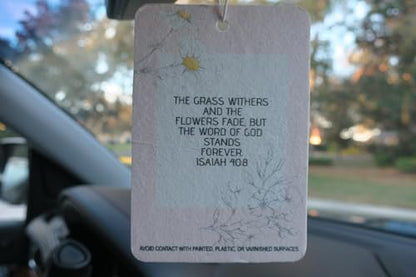 THE GRASS WITHERS
AND THE
FLOWERS FADE, BUT
THE WORD OF GOD
STANDS
FOREVER.
ISAIAH 40:8
AVOID CONTACT WITH PAINTED, PLASTIC, OR VARNISHED SURFACES.